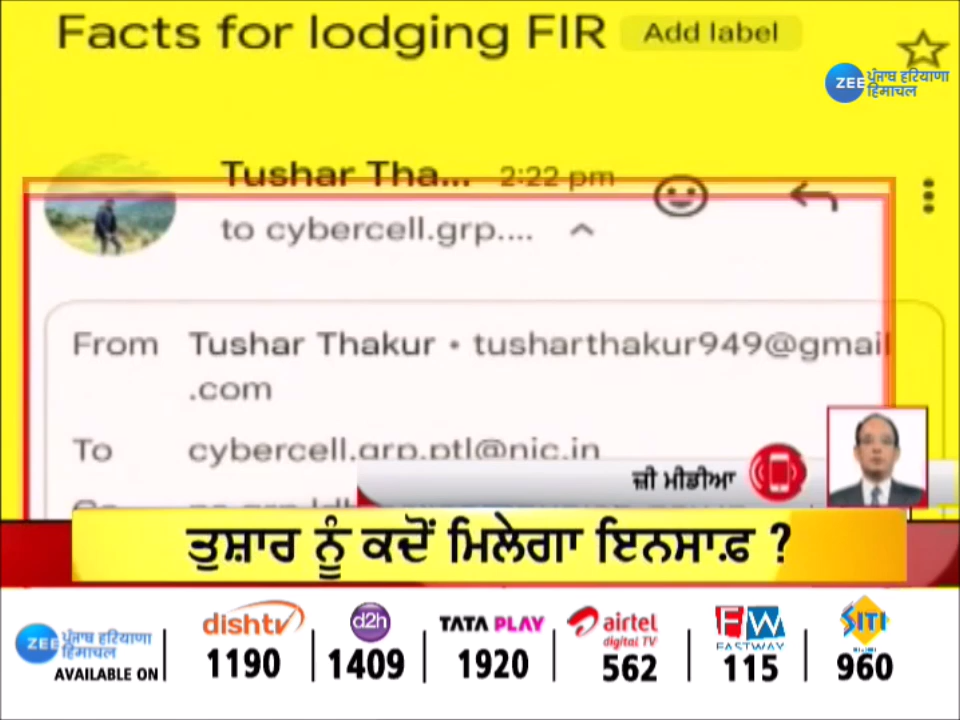 Facts for lodging FIR Add label
ZEE ਪੰਜਾਬ ਹਰਿਆਣਾ ਹਿਮਾਚਲ
Tushar Tha... 2:22 pm
to cybercell.grp....
From Tushar Thakur • tusharthakur949@gmail
.com
To cybercell.grp.ptl@nic.in
ਜ਼ੀ ਮੀਡੀਆ
ਤੁਸ਼ਾਰ ਨੂੰ ਕਦੋਂ ਮਿਲੇਗਾ ਇਨਸਾਫ਼ ?
ZEE ਪੰਜਾਬ ਹਰਿਆਣਾ ਹਿਮਾਚਲ
AVAILABLE ON
dishtv 1190
d2h 1409
TATA PLAY 1920
airtel digital TV 562
FW FASTWAY 115
SITI 960